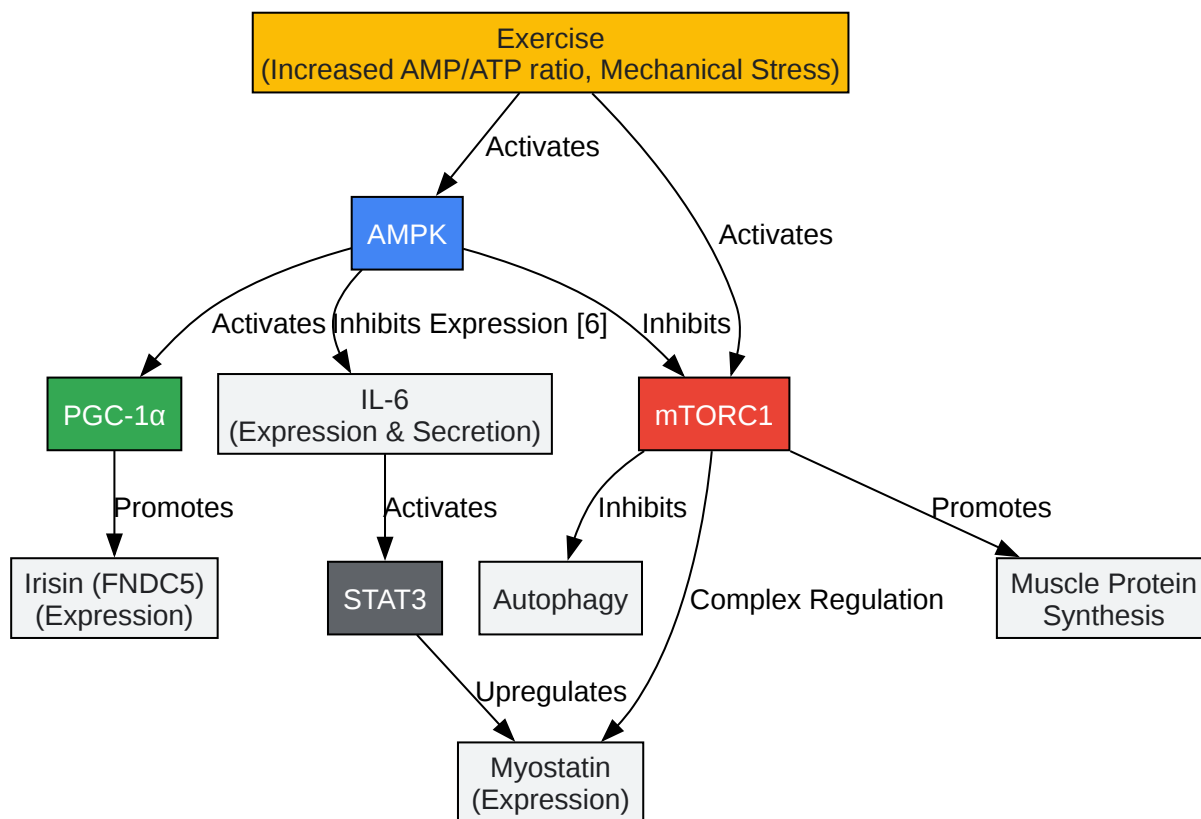 Exercise
(Increased AMP/ATP ratio, Mechanical Stress)
Activates
AMPK
Activates
Activates
Inhibits Expression [6]
Inhibits
PGC-1α
IL-6
(Expression & Secretion)
mTORC1
Promotes
Activates
Inhibits
Promotes
Irisin (FNDC5)
(Expression)
STAT3
Autophagy
Complex Regulation
Muscle Protein
Synthesis
Upregulates
Myostatin
(Expression)